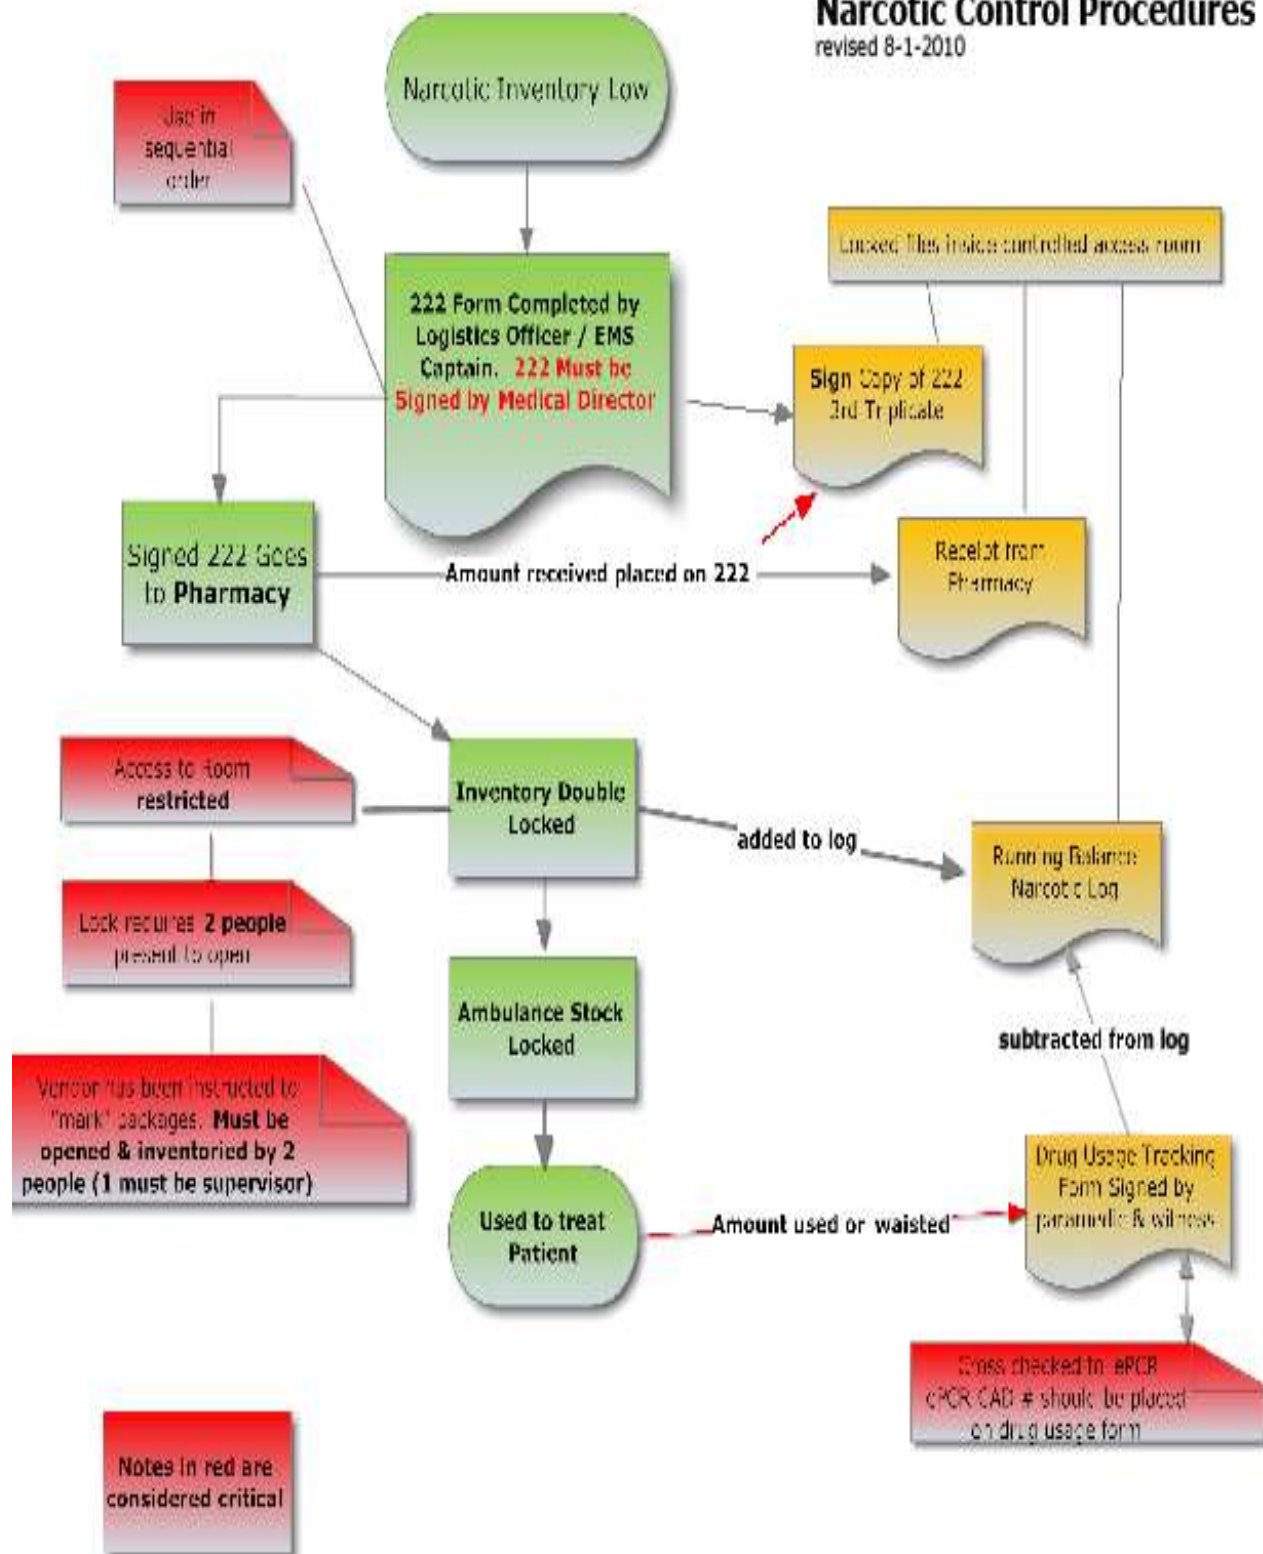 Narcotic Control Procedures
revised 8-1-2010
Narcotic Inventory Low
Use in
sequential
order
Locked files inside controlled access room
222 Form Completed by
Logistics Officer / EMS
Captain. 222 Must be
Signed by Medical Director
Sign Copy of 222
3rd Triplicate
Signed 222 Goes
to Pharmacy
Amount received placed on 222
Receipt from
Pharmacy
Access to Room
restricted
Inventory Double
Locked
added to log
Running Balance
Narcotic Log
Lock requires 2 people
present to open
Ambulance Stock
Locked
subtracted from log
Vendor has been instructed to
"mark" packages. Must be
opened & inventoried by 2
people (1 must be supervisor)
Used to treat
Patient
Amount used or waisted
Drug Usage Tracking
Form Signed by
paramedic & witness
Cross checked to ePCR
ePCR CAD # should be placed
on drug usage form
Notes in red are
considered critical